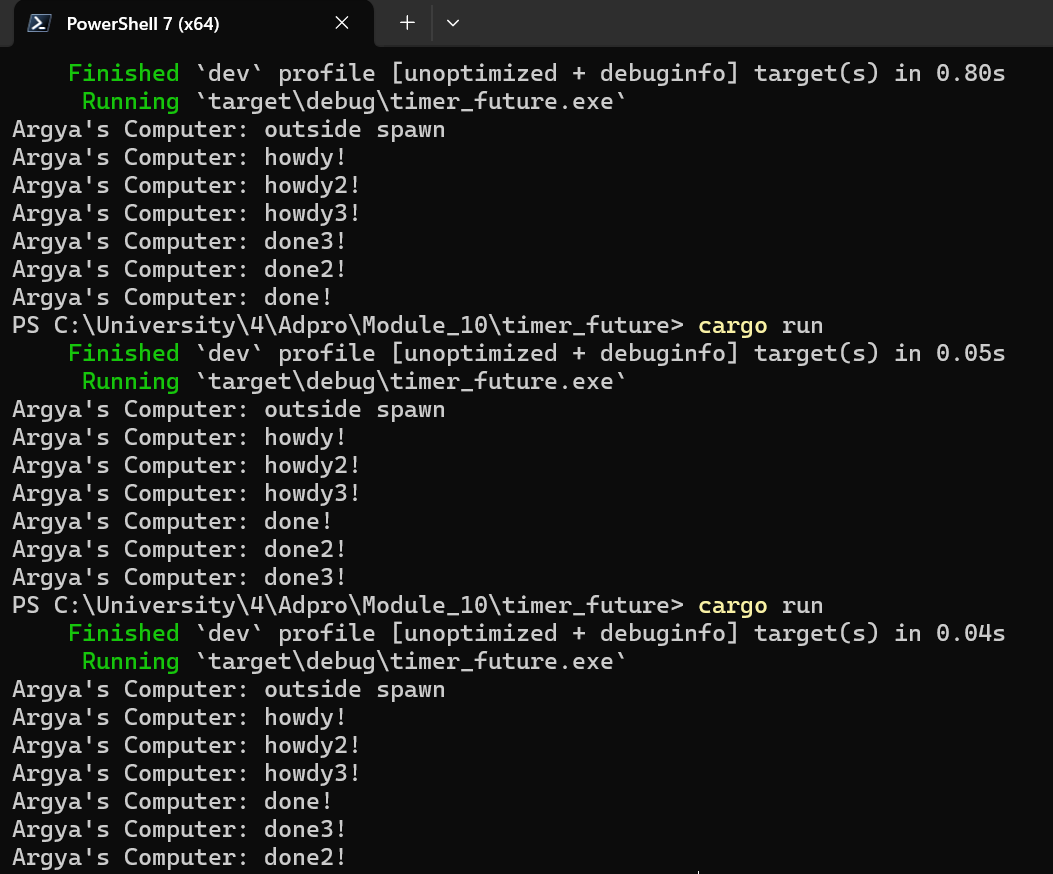 PowerShell 7 (x64)
Finished `dev` profile [unoptimized + debuginfo] target(s) in 0.80s
Running `target\debug\timer_future.exe`
Argya's Computer: outside spawn
Argya's Computer: howdy!
Argya's Computer: howdy2!
Argya's Computer: howdy3!
Argya's Computer: done3!
Argya's Computer: done2!
Argya's Computer: done!
PS C:\University\4\Adpro\Module_10\timer_future> cargo run
Finished `dev` profile [unoptimized + debuginfo] target(s) in 0.05s
Running `target\debug\timer_future.exe`
Argya's Computer: outside spawn
Argya's Computer: howdy!
Argya's Computer: howdy2!
Argya's Computer: howdy3!
Argya's Computer: done!
Argya's Computer: done2!
Argya's Computer: done3!
PS C:\University\4\Adpro\Module_10\timer_future> cargo run
Finished `dev` profile [unoptimized + debuginfo] target(s) in 0.04s
Running `target\debug\timer_future.exe`
Argya's Computer: outside spawn
Argya's Computer: howdy!
Argya's Computer: howdy2!
Argya's Computer: howdy3!
Argya's Computer: done!
Argya's Computer: done3!
Argya's Computer: done2!